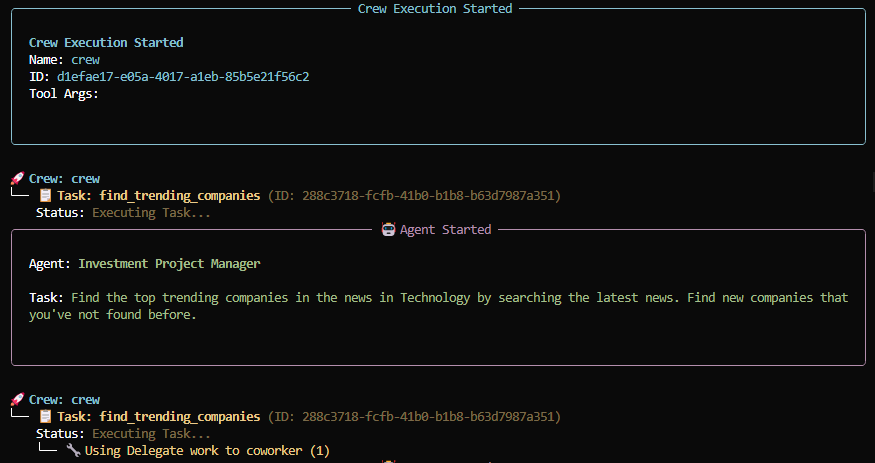 Crew Execution Started
Crew Execution Started
Name: crew
ID: d1efae17-e05a-4017-a1eb-85b5e21f56c2
Tool Args:
Crew: crew
Task: find_trending_companies (ID: 288c3718-fcfb-41b0-b1b8-b63d7987a351)
Status: Executing Task...
Agent Started
Agent: Investment Project Manager
Task: Find the top trending companies in the news in Technology by searching the latest news. Find new companies that
you've not found before.
Crew: crew
Task: find_trending_companies (ID: 288c3718-fcfb-41b0-b1b8-b63d7987a351)
Status: Executing Task...
Using Delegate work to coworker (1)